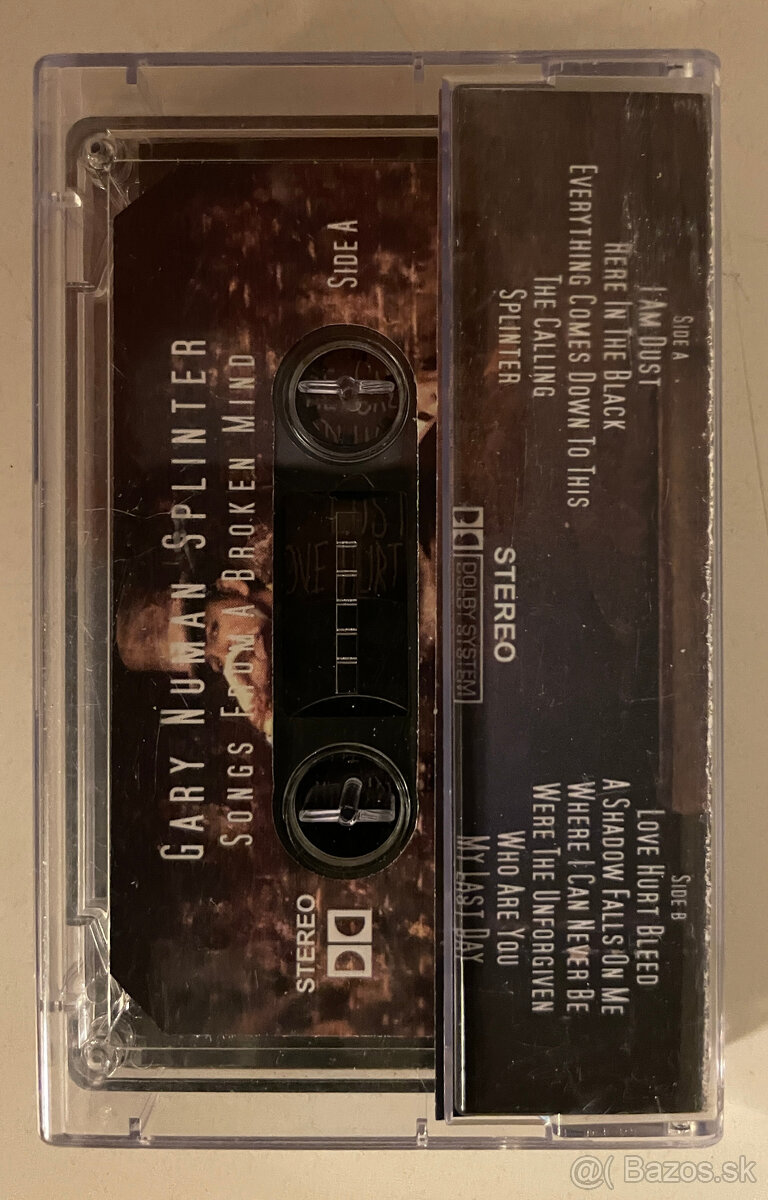 GARY NUMAN SPLINTER
SONGS FROM A BROKEN MIND
SIDE A
STEREO
SIDE A
I AM DUST
HERE IN THE BLACK
EVERYTHING COMES DOWN TO THIS
THE CALLING
SPLINTER
STEREO
DOLBY SYSTEM
SIDE B
LOVE HURT BLEED
A SHADOW FALLS ON ME
WHERE I CAN NEVER BE
WERE THE UNFORGIVEN
WHO ARE YOU
MY LAST DAY
@( Bazos.sk